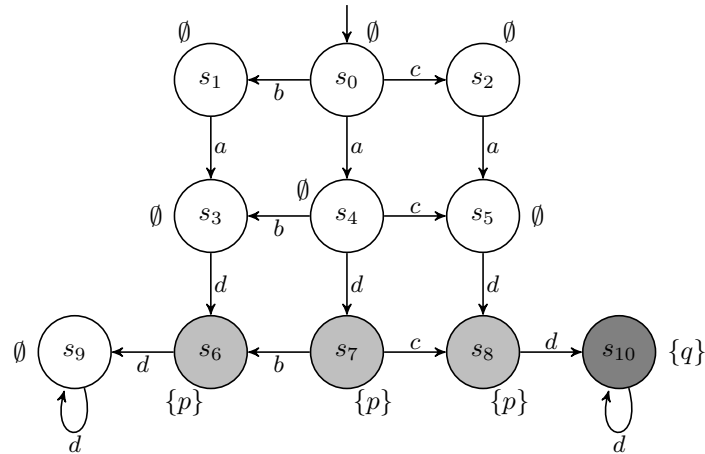 ∅ ∅ ∅
s₁ s₀ s₂
b c
a a a
∅ ∅ ∅
s₃ s₄ s₅
b c
d d d
∅ s₉ s₆ s₇ s₈ s₁₀ {q}
d b c d
{p} {p} {p}
d d